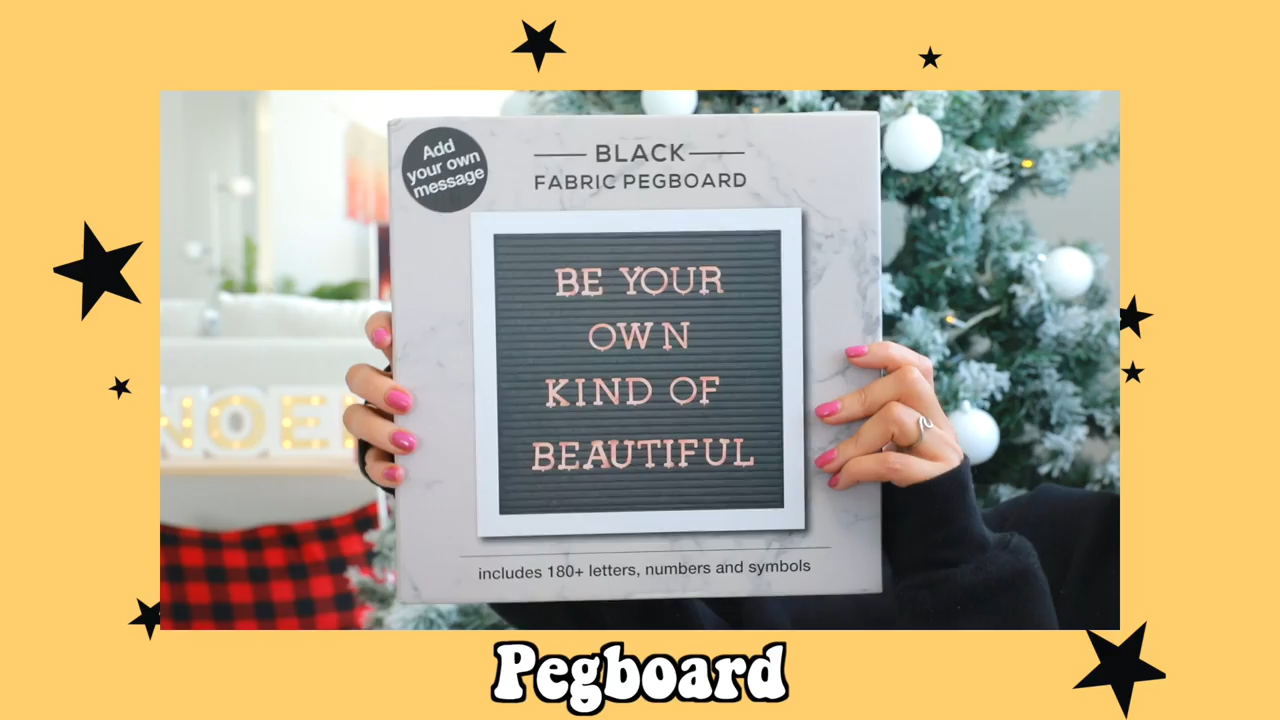 Add
your own
message
BLACK
FABRIC PEGBOARD
BE YOUR
OWN
KIND OF
BEAUTIFUL
includes 180+ letters, numbers and symbols
NOEL
Pegboard